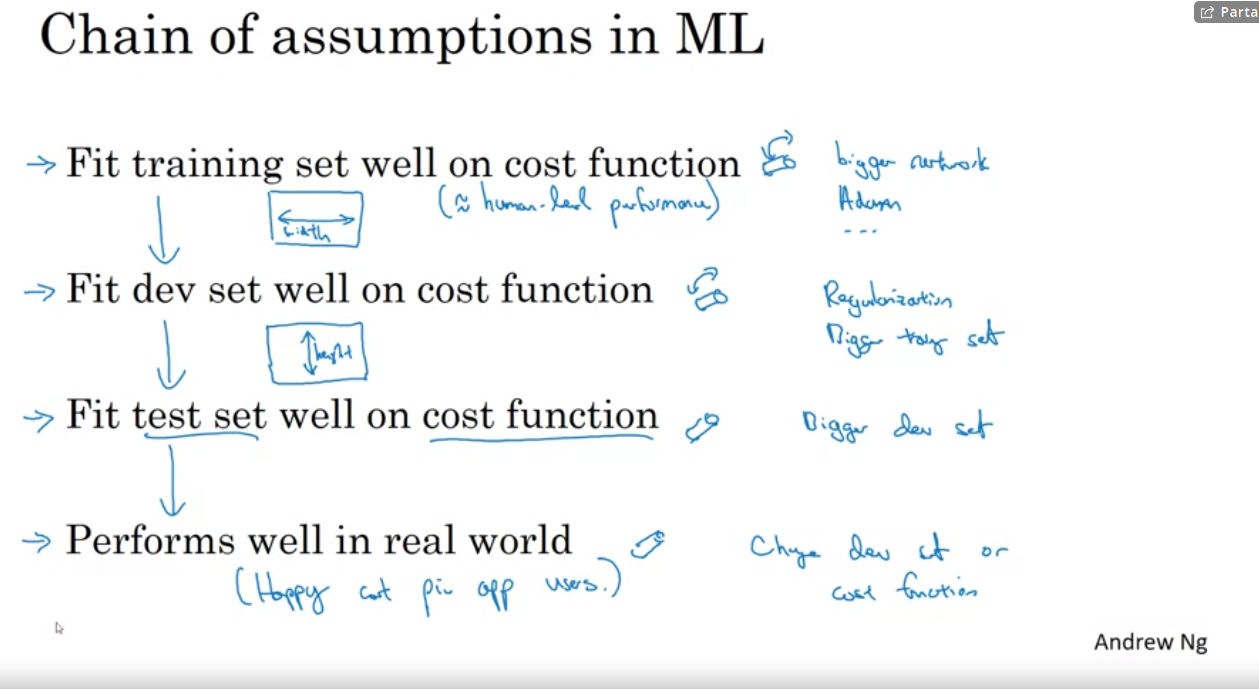 Parta
Chain of assumptions in ML
→ Fit training set well on cost function
bigger network
(≈ human-level performance)
Adam
...
width
→ Fit dev set well on cost function
Regularization
Bigger training set
height
→ Fit test set well on cost function
Bigger dev set
→ Performs well in real world
Change dev set or
(Happy cat pic app users.)
cost function
Andrew Ng